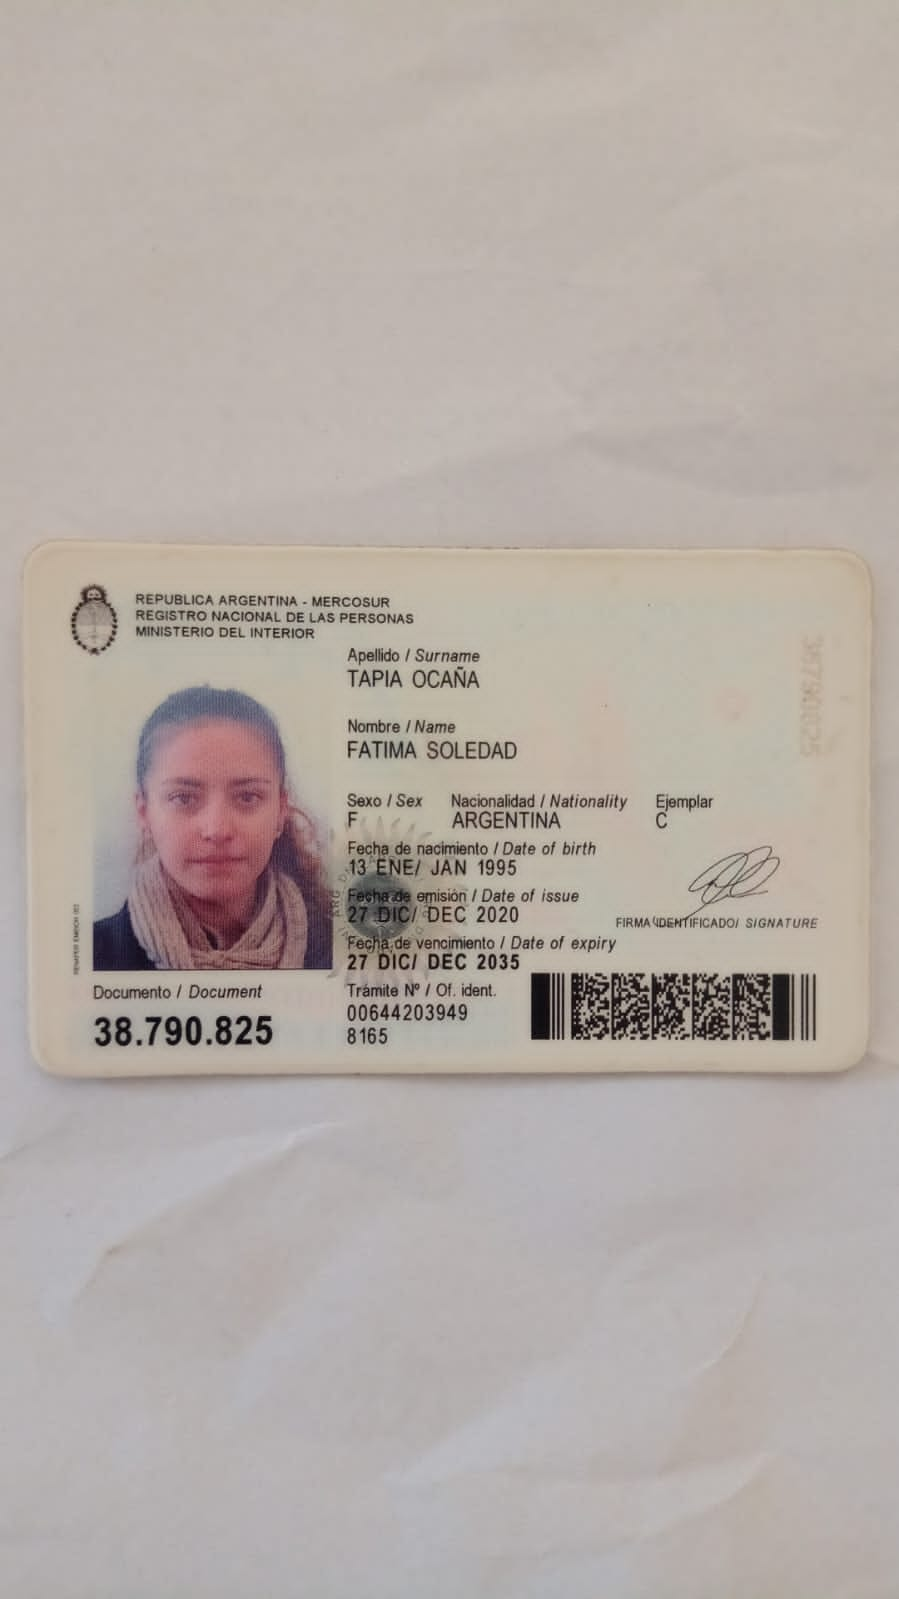 REPUBLICA ARGENTINA - MERCOSUR
REGISTRO NACIONAL DE LAS PERSONAS
MINISTERIO DEL INTERIOR
Apellido / Surname
TAPIA OCAÑA
Nombre / Name
FATIMA SOLEDAD
Sexo / Sex Nacionalidad / Nationality Ejemplar
F ARGENTINA C
Fecha de nacimiento / Date of birth
13 ENE/ JAN 1995
Fecha de emisión / Date of issue
27 DIC/ DEC 2020
FIRMA IDENTIFICADO/ SIGNATURE
Fecha de vencimiento / Date of expiry
27 DIC/ DEC 2035
Documento / Document
38.790.825
Trámite Nº / Of. ident.
00644203949
8165